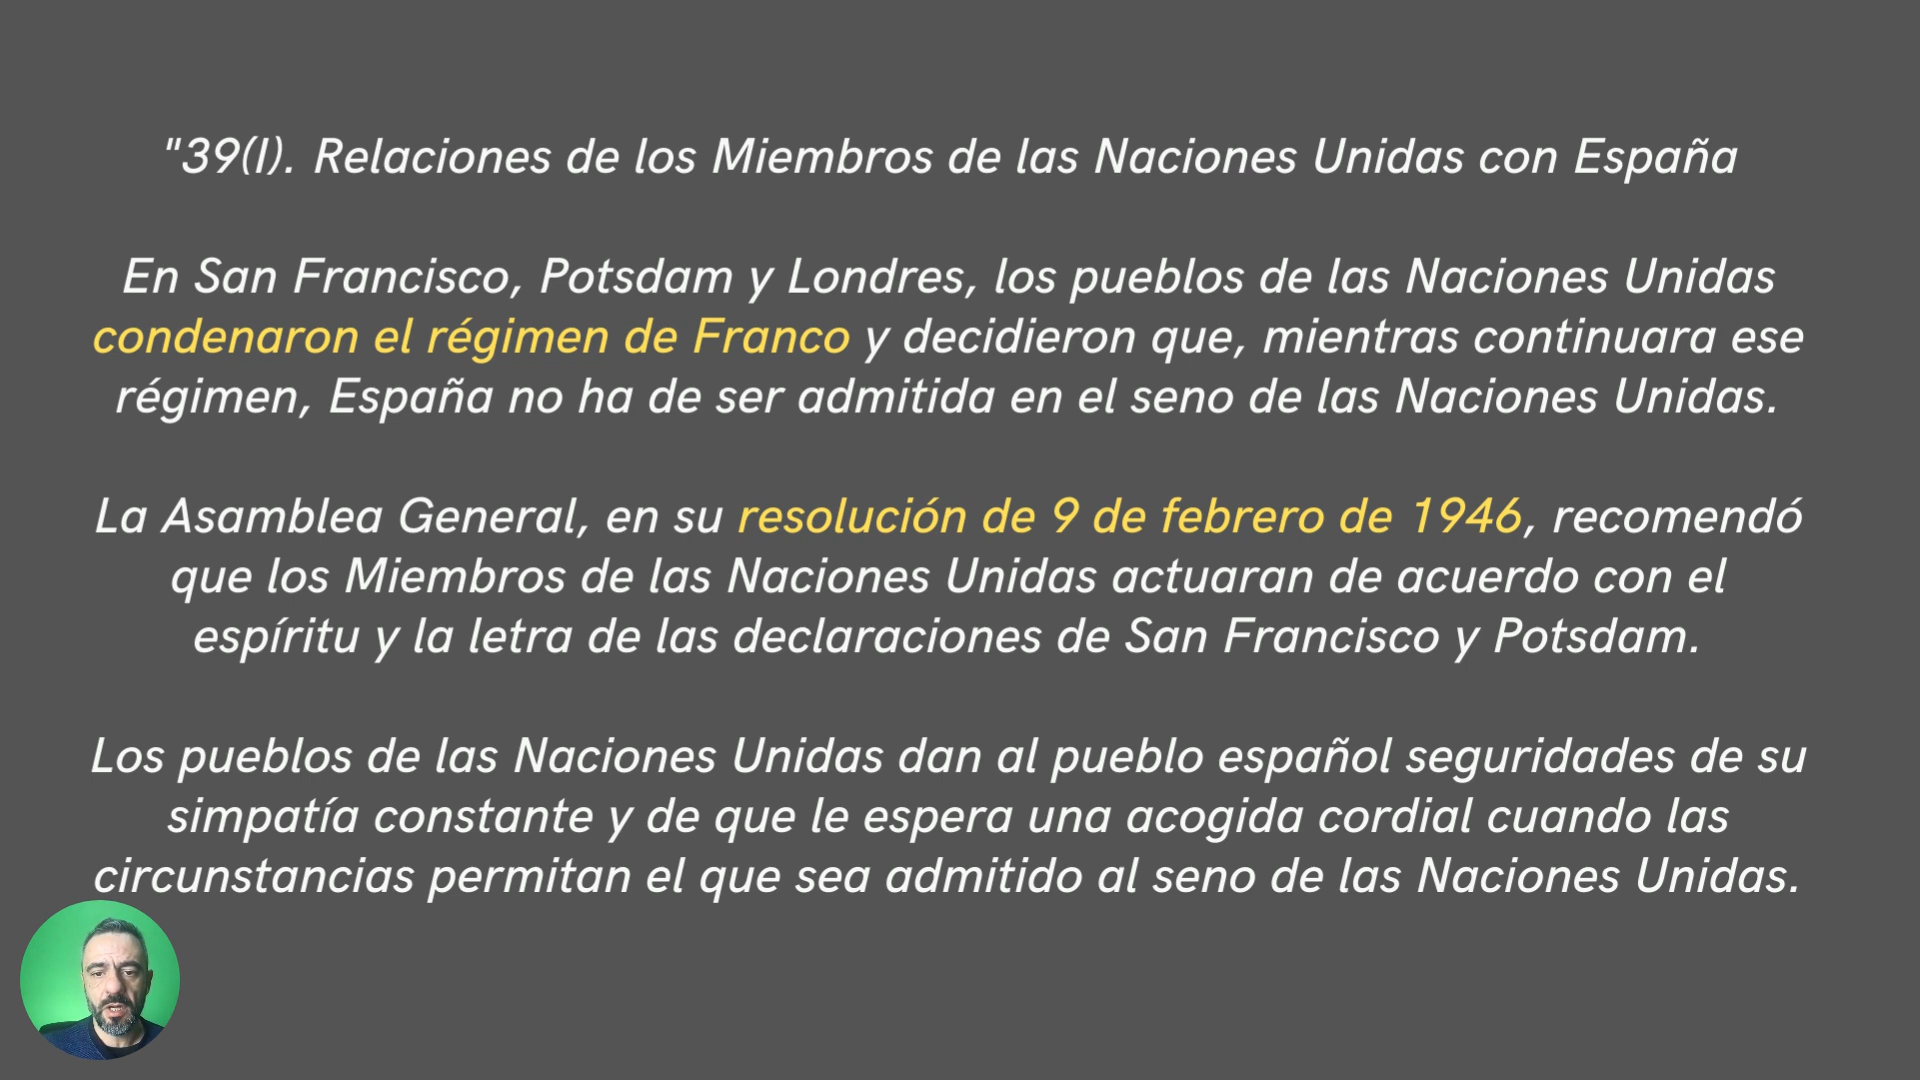 "39(I). Relaciones de los Miembros de las Naciones Unidas con España
En San Francisco, Potsdam y Londres, los pueblos de las Naciones Unidas
condenaron el régimen de Franco y decidieron que, mientras continuara ese
régimen, España no ha de ser admitida en el seno de las Naciones Unidas.
La Asamblea General, en su resolución de 9 de febrero de 1946, recomendó
que los Miembros de las Naciones Unidas actuaran de acuerdo con el
espíritu y la letra de las declaraciones de San Francisco y Potsdam.
Los pueblos de las Naciones Unidas dan al pueblo español seguridades de su
simpatía constante y de que le espera una acogida cordial cuando las
circunstancias permitan el que sea admitido al seno de las Naciones Unidas.